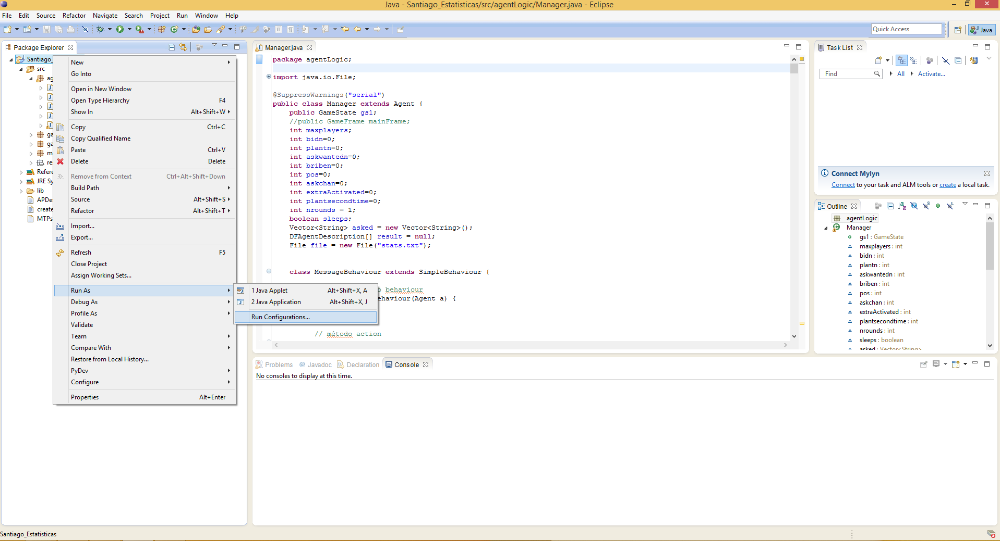 Java - Santiago_Estatisticas/src/agentLogic/Manager.java - Eclipse
File Edit Source Refactor Navigate Search Project Run Window Help
Quick Access
Java
Package Explorer
Santiago_
src
ag
ga
ga
m
re
Refere
JRE Sy
lib
APDe
create
MTPs
New
Go Into
Open in New Window
Open Type Hierarchy F4
Show In Alt+Shift+W
Copy Ctrl+C
Copy Qualified Name
Paste Ctrl+V
Delete Delete
Remove from Context Ctrl+Alt+Shift+Down
Build Path
Source Alt+Shift+S
Refactor Alt+Shift+T
Import...
Export...
Refresh F5
Close Project
Assign Working Sets...
Run As
Debug As
Profile As
Validate
Team
Compare With
Restore from Local History...
PyDev
Configure
Properties Alt+Enter
1 Java Applet Alt+Shift+X, A
2 Java Application Alt+Shift+X, J
Run Configurations...
Manager.java
package agentLogic;
import java.io.File;
@SuppressWarnings("serial")
public class Manager extends Agent {
public GameState gs1;
//public GameFrame mainFrame;
int maxplayers;
int bidn=0;
int plantn=0;
int askwantedn=0;
int briben=0;
int pos=0;
int askchan=0;
int extraActivated=0;
int plantsecondtime=0;
int nrounds = 1;
boolean sleeps;
Vector<String> asked = new Vector<String>();
DFAgentDescription[] result = null;
File file = new File("stats.txt");
class MessageBehaviour extends SimpleBehaviour {
behaviour
ehaviour(Agent a) {
// método action
Problems @ Javadoc Declaration Console
No consoles to display at this time.
Task List
Find All Activate...
Connect Mylyn
Connect to your task and ALM tools or create a local task.
Outline
agentLogic
Manager
gs1 : GameState
maxplayers : int
bidn : int
plantn : int
askwantedn : int
briben : int
pos : int
askchan : int
extraActivated : int
plantsecondtime : int
nrounds : int
sleeps : boolean
asked : Vector<String>
Santiago_Estatisticas